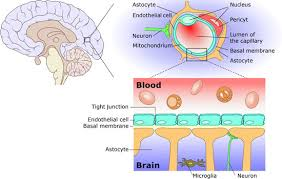 Astrocyte
Nucleus
Endothelial cell
Pericyt
Neuron
Lumen of
the capillary
Mitochondrium
Basal membrane
Astrocyte
Blood
Tight Junction
Endothelial cell
Basal membrane
Astrocyte
Brain
Microglia
Neuron